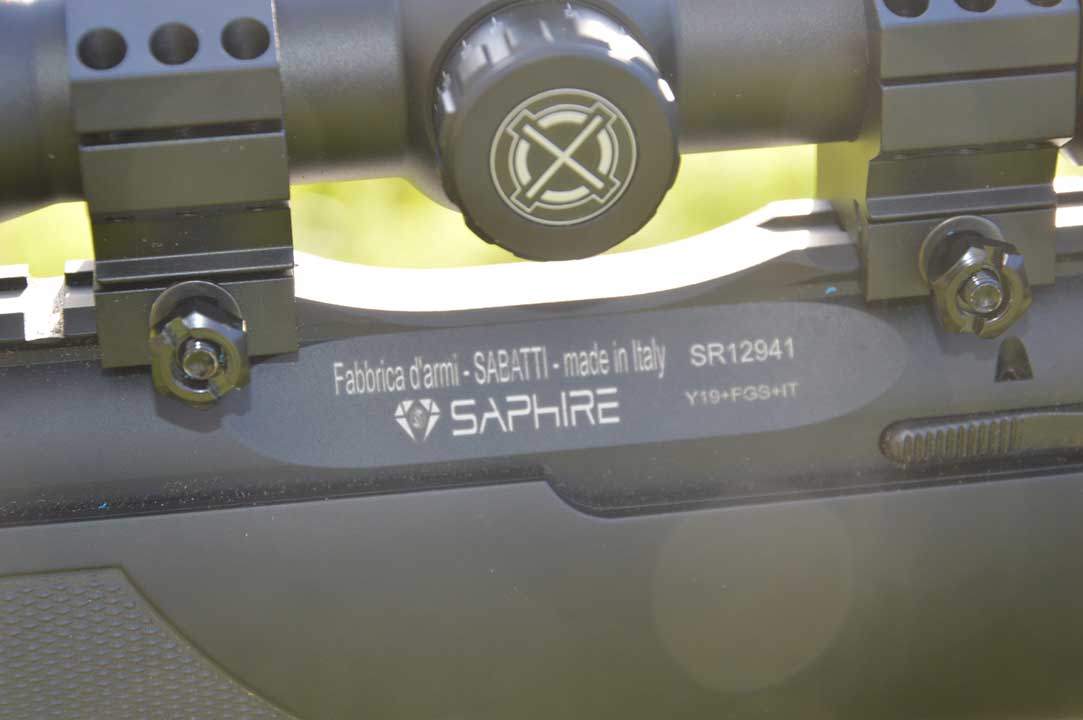 Fabbrica d'armi - SABATTI - made in Italy SR12941
SAPHIRE Y19+FGS+IT